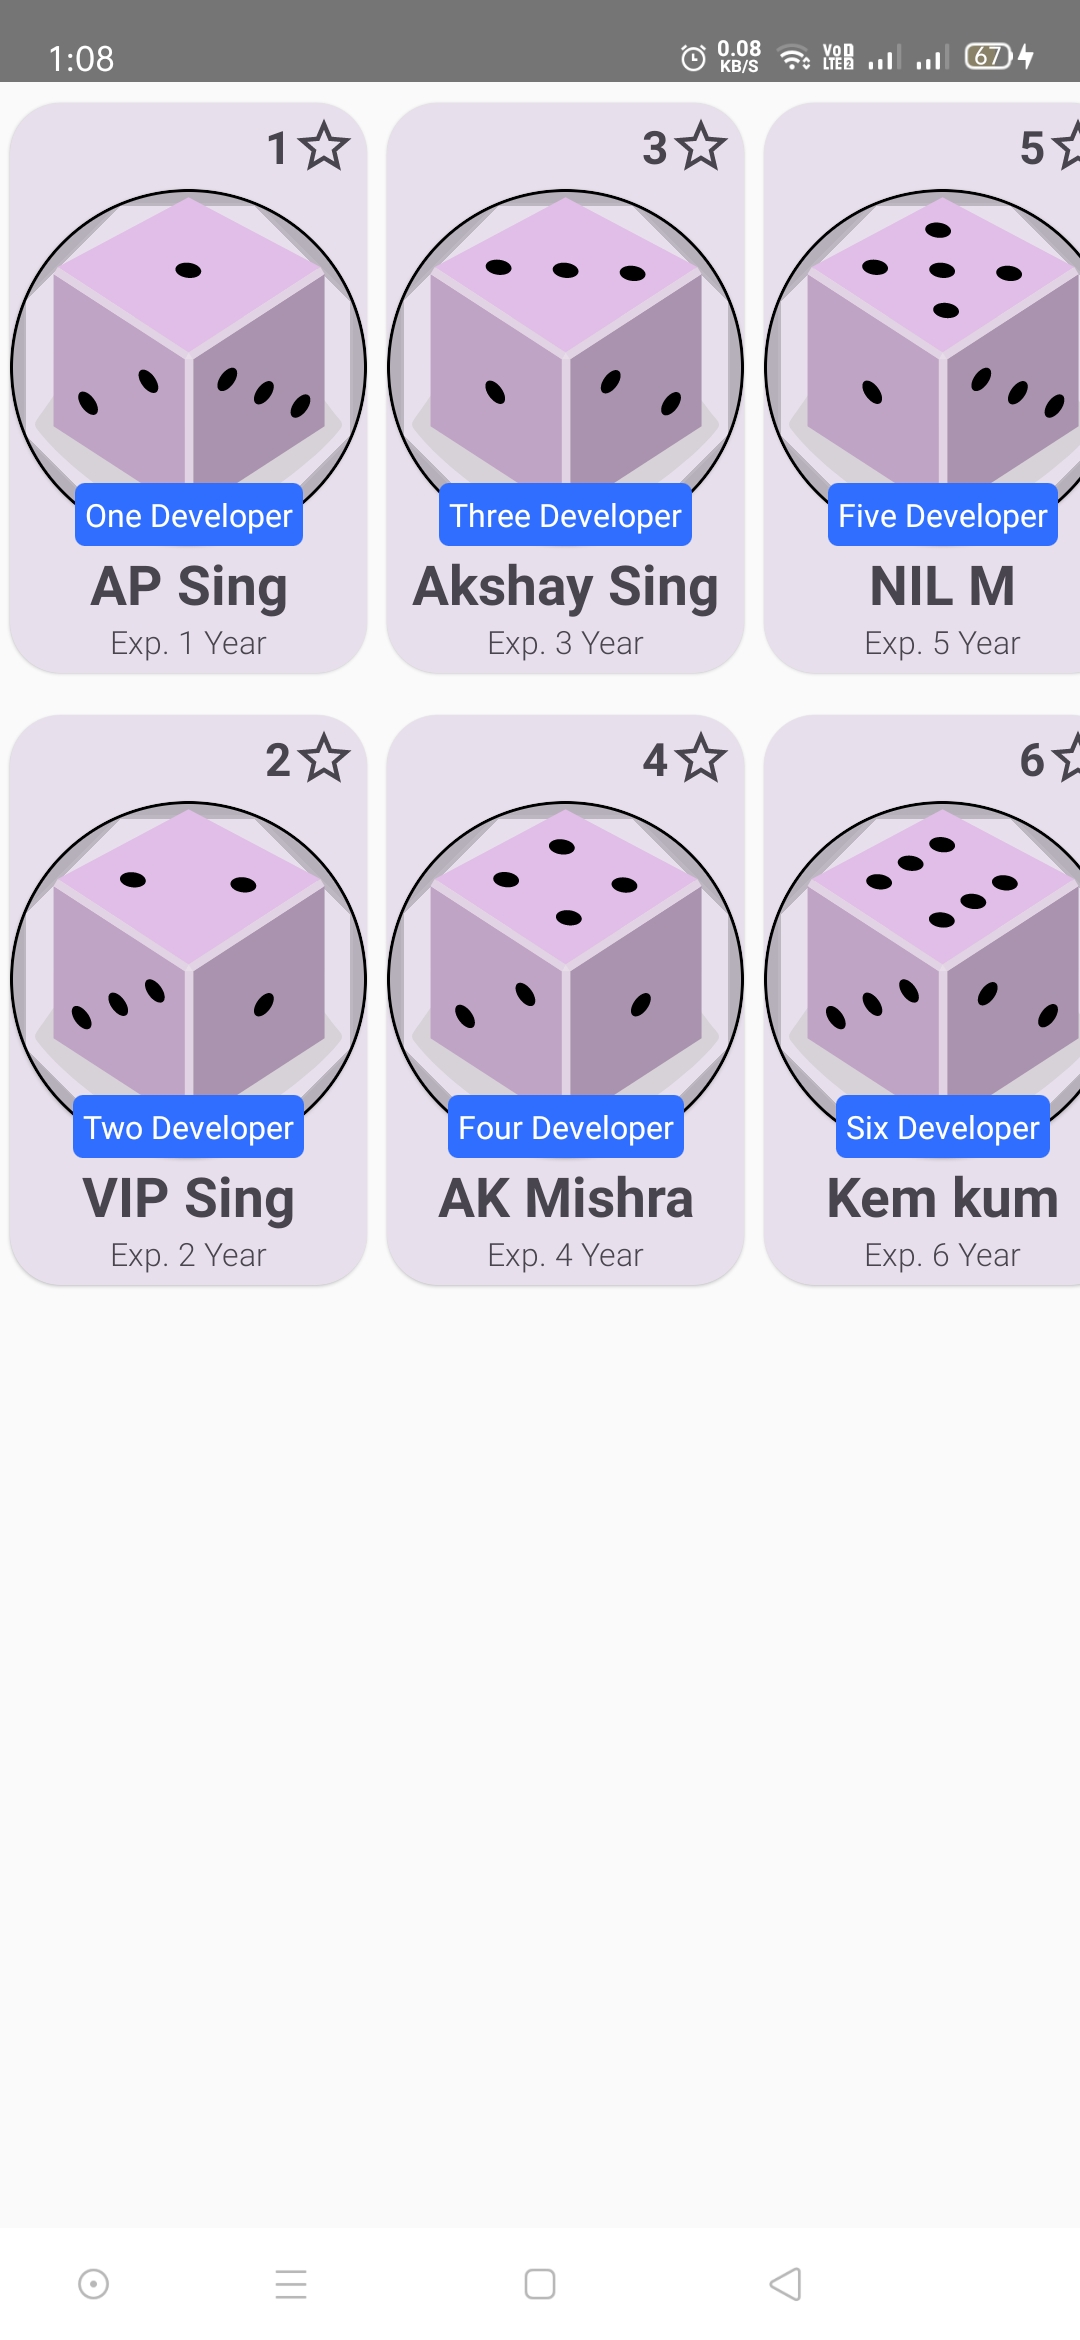 1:08
0.08
KB/S
Vo 1
LTE 2
67
1
3
5
One Developer
Three Developer
Five Developer
AP Sing
Akshay Sing
NIL M
Exp. 1 Year
Exp. 3 Year
Exp. 5 Year
2
4
6
Two Developer
Four Developer
Six Developer
VIP Sing
AK Mishra
Kem kum
Exp. 2 Year
Exp. 4 Year
Exp. 6 Year